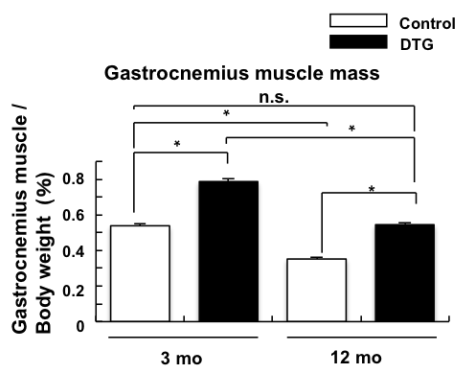 Control
DTG
Gastrocnemius muscle mass
n.s.
*
*
*
*
Gastrocnemius muscle /
Body weight (%)
0.8
0.6
0.4
0.2
0
3 mo
12 mo